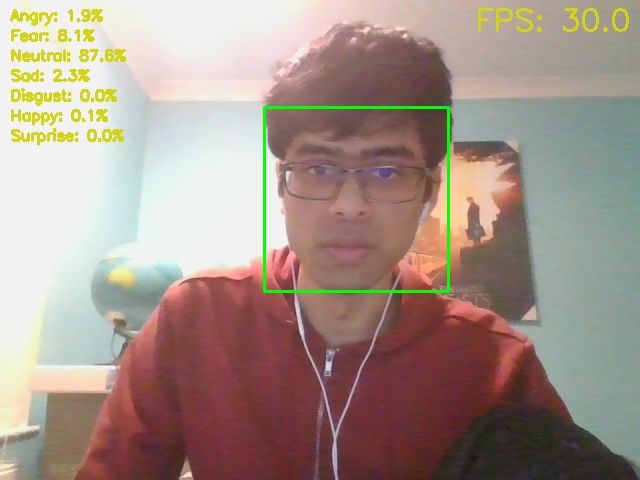 Angry: 1.9%
FPS: 30.0
Fear: 8.1%
Neutral: 87.6%
Sad: 2.3%
Disgust: 0.0%
Happy: 0.1%
Surprise: 0.0%